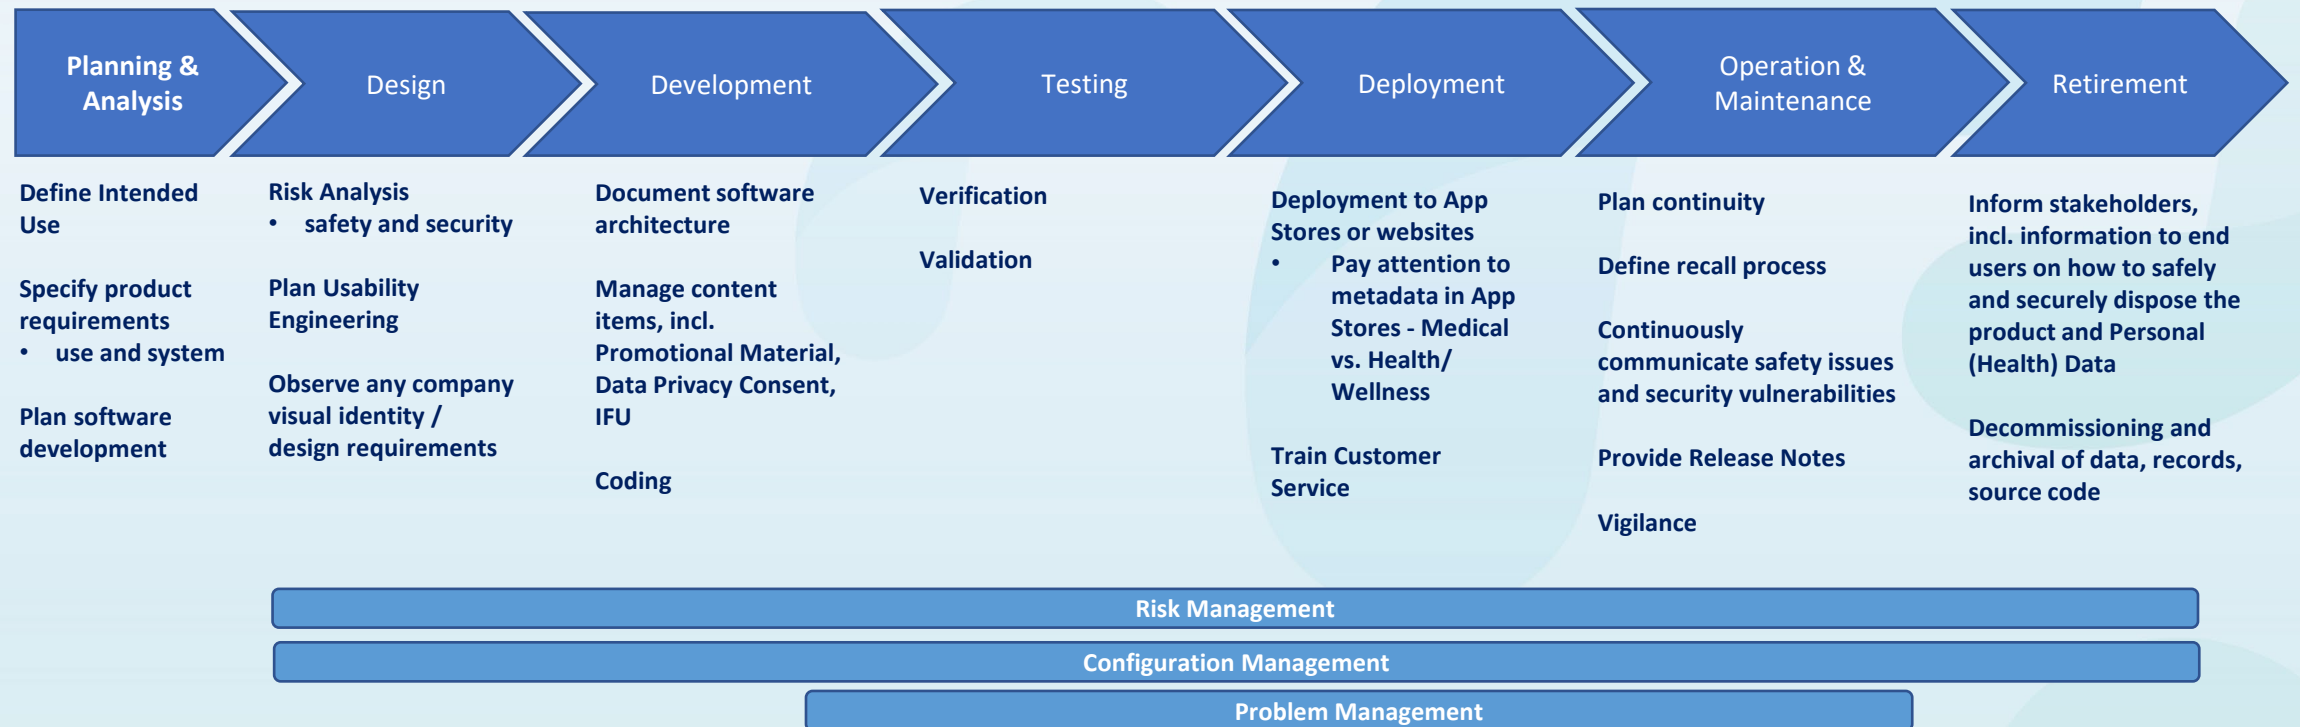 Planning &
Analysis
Design
Development
Testing
Deployment
Operation &
Maintenance
Retirement
Define Intended
Use
Specify product
requirements
• use and system
Plan software
development
Risk Analysis
• safety and security
Plan Usability
Engineering
Observe any company
visual identity /
design requirements
Document software
architecture
Manage content
items, incl.
Promotional Material,
Data Privacy Consent,
IFU
Coding
Verification
Validation
Deployment to App
Stores or websites
• Pay attention to
metadata in App
Stores - Medical
vs. Health/
Wellness
Train Customer
Service
Plan continuity
Define recall process
Continuously
communicate safety issues
and security vulnerabilities
Provide Release Notes
Vigilance
Inform stakeholders,
incl. information to end
users on how to safely
and securely dispose the
product and Personal
(Health) Data
Decommissioning and
archival of data, records,
source code
Risk Management
Configuration Management
Problem Management